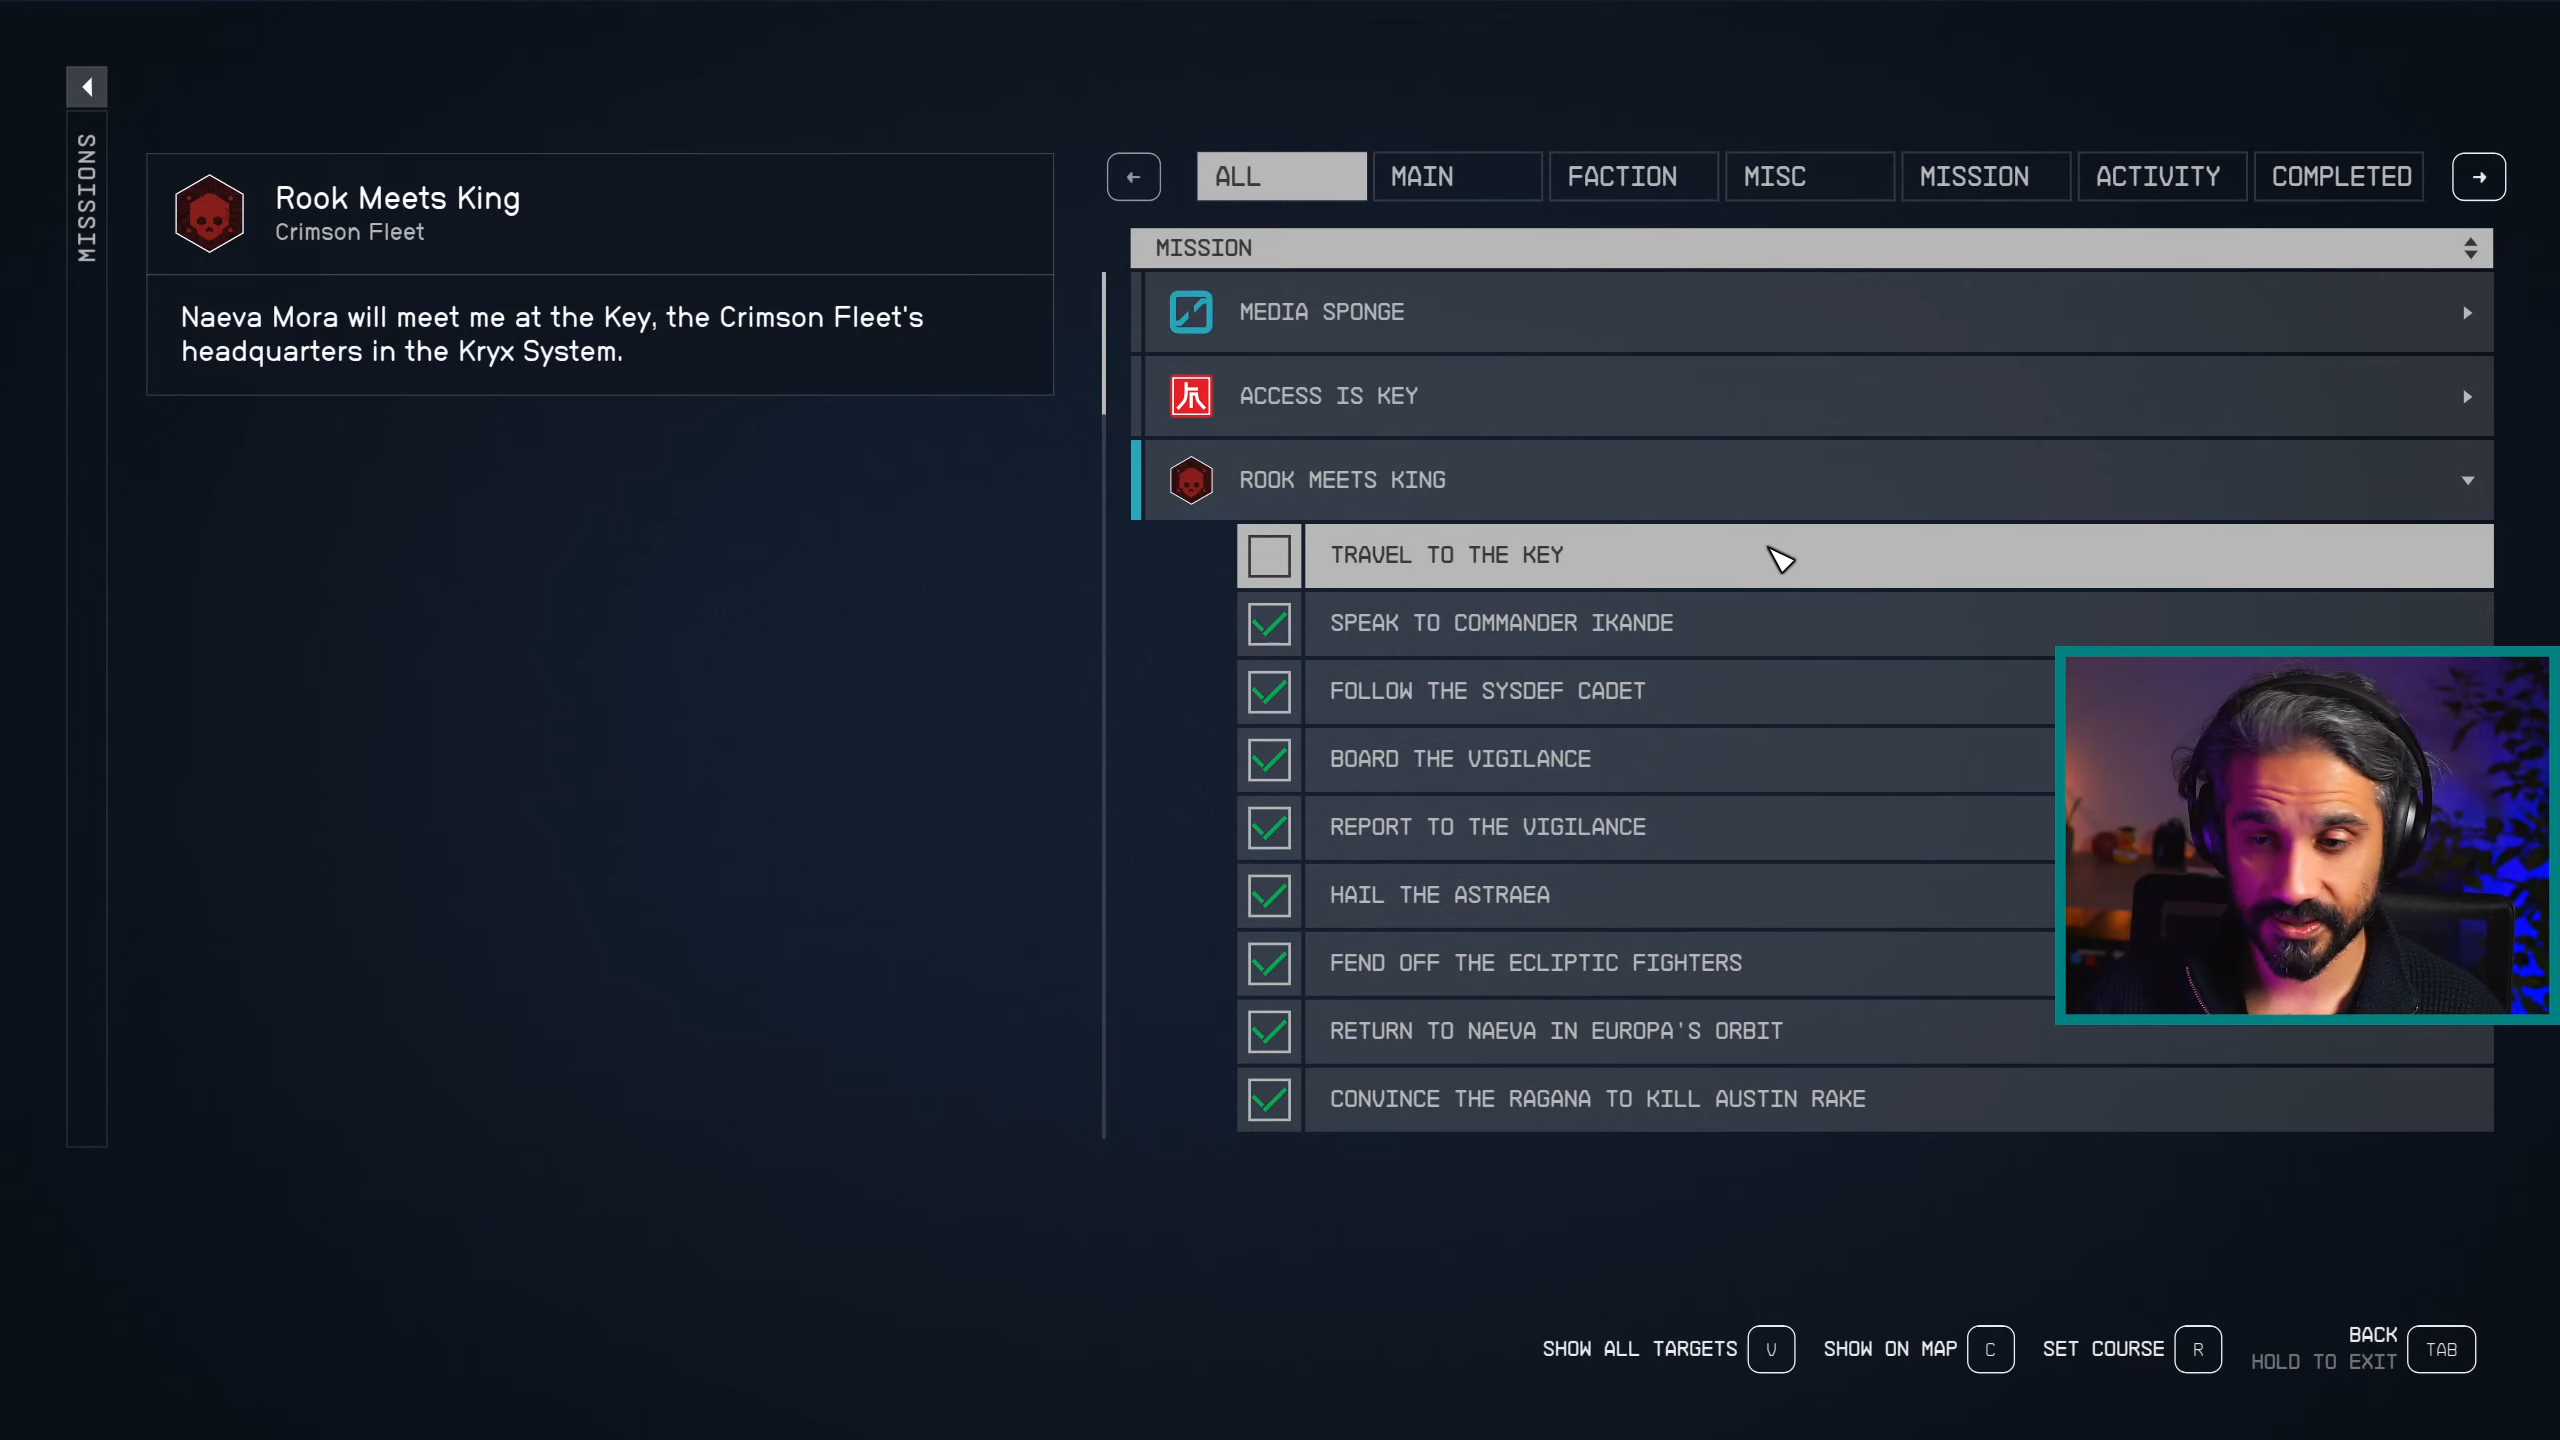 MISSIONS
Rook Meets King
Crimson Fleet
Naeva Mora will meet me at the Key, the Crimson Fleet's
headquarters in the Kryx System.
ALL MAIN FACTION MISC MISSION ACTIVITY COMPLETED
MISSION
MEDIA SPONGE
ACCESS IS KEY
ROOK MEETS KING
TRAVEL TO THE KEY
SPEAK TO COMMANDER IKANDE
FOLLOW THE SYSDEF CADET
BOARD THE VIGILANCE
REPORT TO THE VIGILANCE
HAIL THE ASTRAEA
FEND OFF THE ECLIPTIC FIGHTERS
RETURN TO NAEVA IN EUROPA'S ORBIT
CONVINCE THE RAGANA TO KILL AUSTIN RAKE
SHOW ALL TARGETS V SHOW ON MAP C SET COURSE R BACK TAB
HOLD TO EXIT